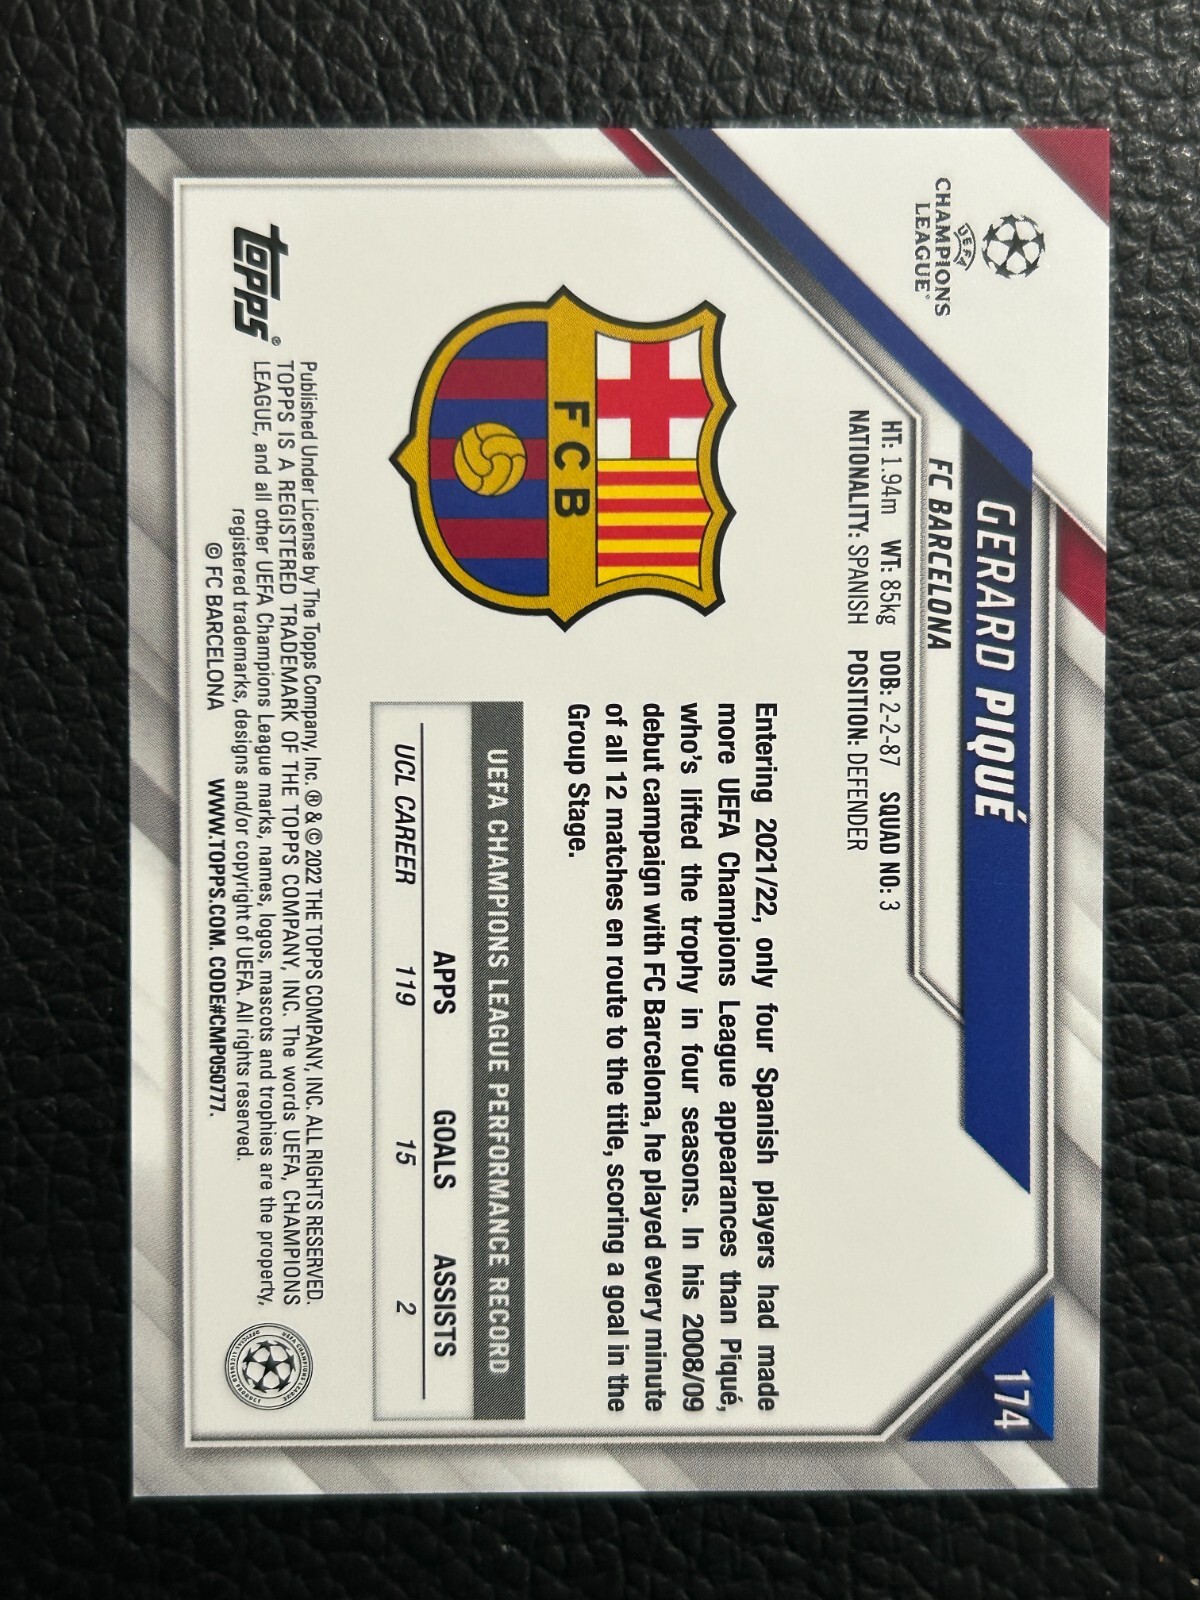 UEFA
CHAMPIONS
LEAGUE®
GERARD PIQUÉ
174
FC BARCELONA
HT: 1.94m WT: 85kg DOB: 2-2-87 SQUAD NO: 3
NATIONALITY: SPANISH POSITION: DEFENDER
FCB
Entering 2021/22, only four Spanish players had made
more UEFA Champions League appearances than Piqué,
who's lifted the trophy in four seasons. In his 2008/09
debut campaign with FC Barcelona, he played every minute
of all 12 matches en route to the title, scoring a goal in the
Group Stage.
UEFA CHAMPIONS LEAGUE PERFORMANCE RECORD
APPS GOALS ASSISTS
UCL CAREER 119 15 2
topps®
Published Under License by The Topps Company, Inc. ® & © 2022 THE TOPPS COMPANY, INC. ALL RIGHTS RESERVED.
TOPPS IS A REGISTERED TRADEMARK OF THE TOPPS COMPANY, INC. The words UEFA, CHAMPIONS
LEAGUE, and all other UEFA Champions League marks, names, logos, mascots and trophies are the property,
registered trademarks, designs and/or copyright of UEFA. All rights reserved.
© FC BARCELONA WWW.TOPPS.COM. CODE#CMP050777.
UEFA CHAMPIONS LEAGUE
OFFICIAL LICENSED PRODUCT